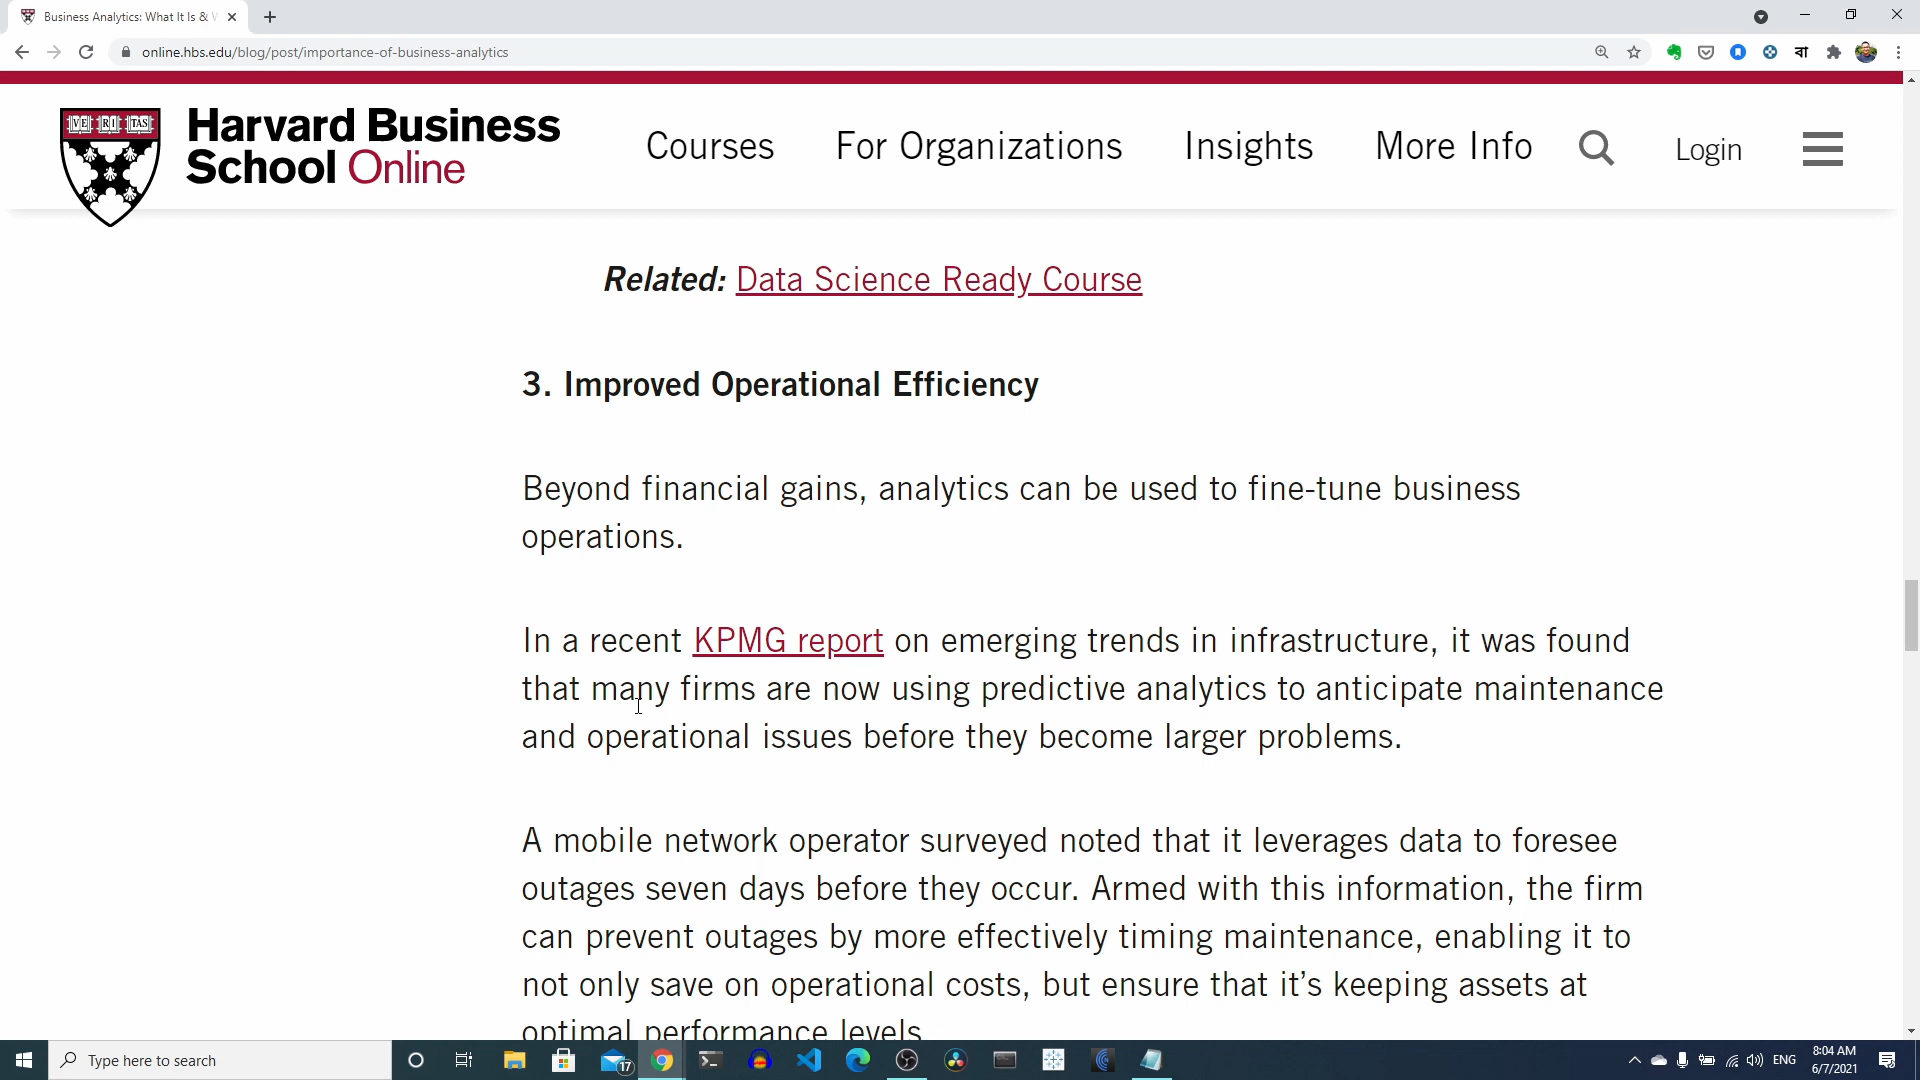 Business Analytics: What It Is & W
online.hbs.edu/blog/post/importance-of-business-analytics
বা
VE RI TAS
Harvard Business
School Online
Courses
For Organizations
Insights
More Info
Login
Related: Data Science Ready Course
3. Improved Operational Efficiency
Beyond financial gains, analytics can be used to fine-tune business
operations.
In a recent KPMG report on emerging trends in infrastructure, it was found
that many firms are now using predictive analytics to anticipate maintenance
and operational issues before they become larger problems.
A mobile network operator surveyed noted that it leverages data to foresee
outages seven days before they occur. Armed with this information, the firm
can prevent outages by more effectively timing maintenance, enabling it to
not only save on operational costs, but ensure that it’s keeping assets at
optimal performance levels.
Type here to search
17
ENG
8:04 AM
6/7/2021